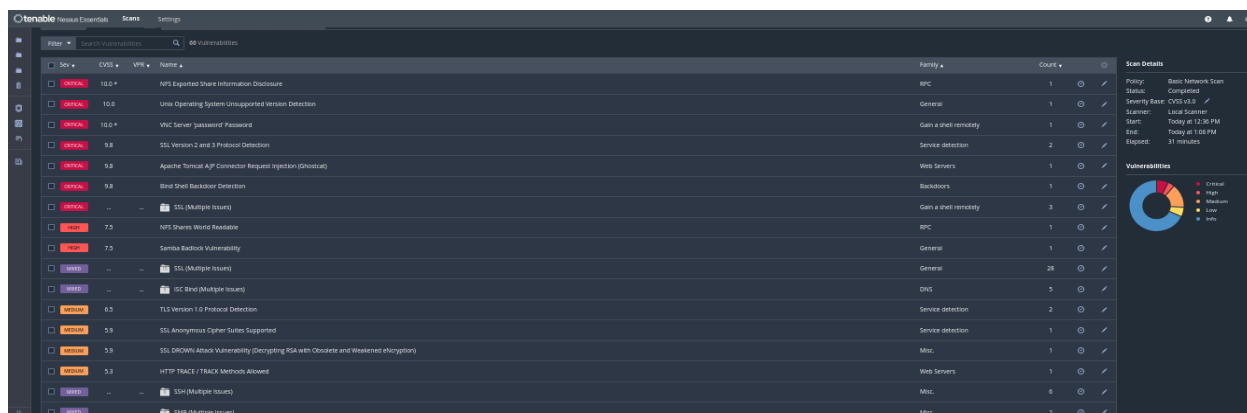 tenable Nessus Essentials Scans Settings
Filter Search Vulnerabilities 66 Vulnerabilities
Sev CVSS VPR Name Family Count
CRITICAL 10.0 * NFS Exported Share Information Disclosure RPC 1
CRITICAL 10.0 Unix Operating System Unsupported Version Detection General 1
CRITICAL 10.0 * VNC Server 'password' Password Gain a shell remotely 1
CRITICAL 9.8 SSL Version 2 and 3 Protocol Detection Service detection 2
CRITICAL 9.8 Apache Tomcat AJP Connector Request Injection (Ghostcat) Web Servers 1
CRITICAL 9.8 Bind Shell Backdoor Detection Backdoors 1
CRITICAL ... ... SSL (Multiple Issues) Gain a shell remotely 3
HIGH 7.5 NFS Shares World Readable RPC 1
HIGH 7.5 Samba Badlock Vulnerability General 1
MIXED ... ... SSL (Multiple Issues) General 28
MIXED ... ... ISC Bind (Multiple Issues) DNS 5
MEDIUM 6.5 TLS Version 1.0 Protocol Detection Service detection 2
MEDIUM 5.9 SSL Anonymous Cipher Suites Supported Service detection 1
MEDIUM 5.9 SSL DROWN Attack Vulnerability (Decrypting RSA with Obsolete and Weakened eNcryption) Misc. 1
MEDIUM 5.3 HTTP TRACE / TRACK Methods Allowed Web Servers 1
MIXED ... ... SSH (Multiple Issues) Misc. 6
MIXED SMB (Multiple Issues) Misc.
Scan Details
Policy: Basic Network Scan
Status: Completed
Severity Base: CVSS v3.0
Scanner: Local Scanner
Start: Today at 12:36 PM
End: Today at 1:08 PM
Elapsed: 31 minutes
Vulnerabilities
Critical
High
Medium
Low
Info